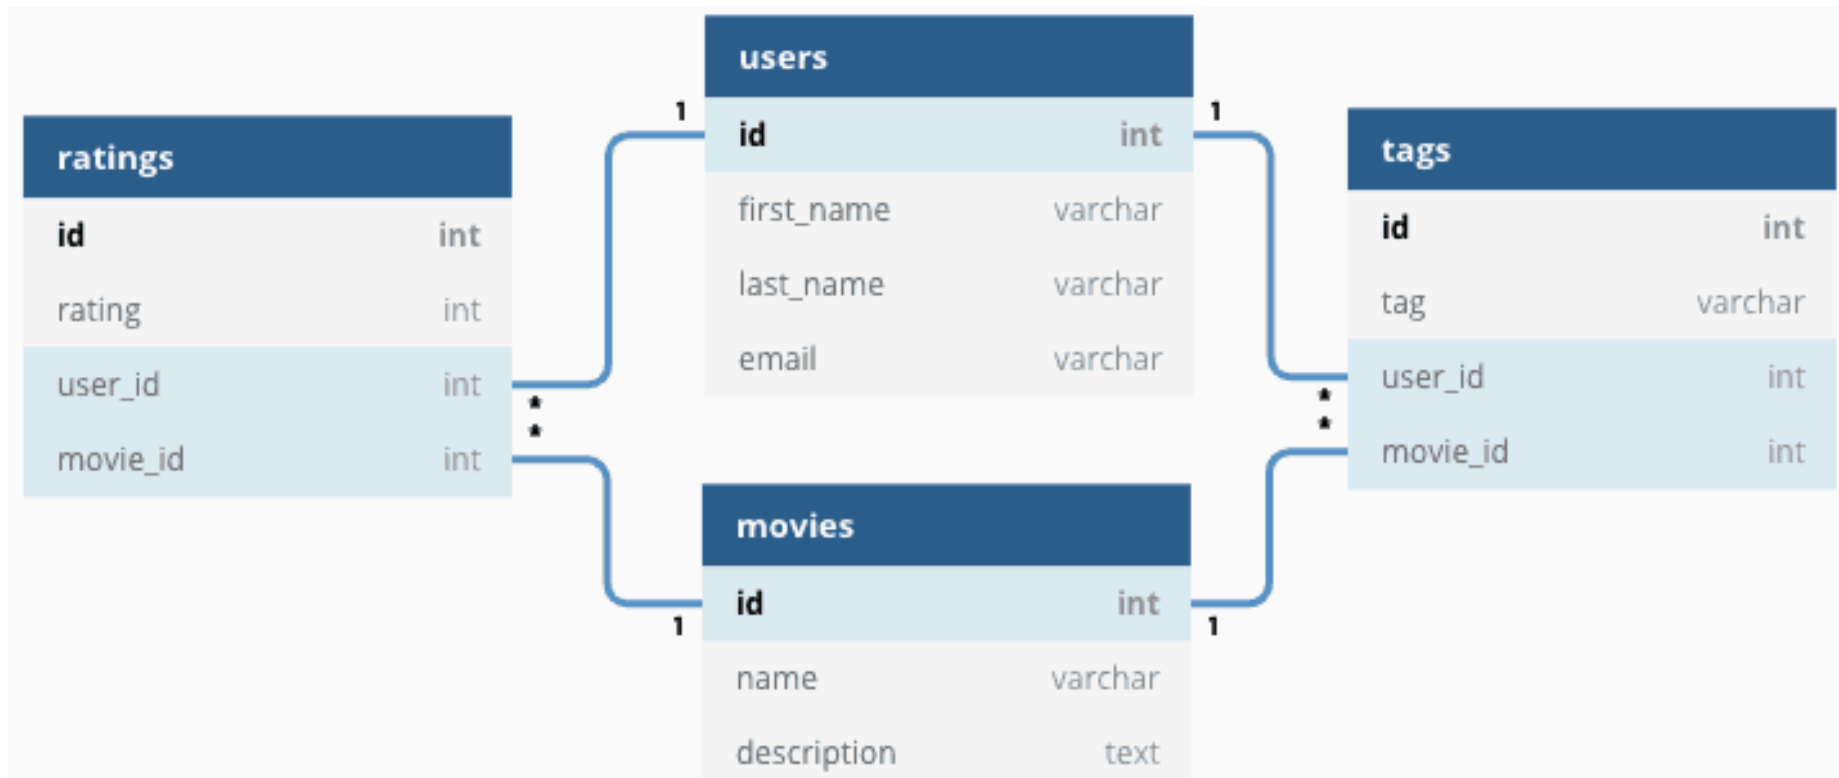 users
1
1
id int
first_name varchar
last_name varchar
email varchar
ratings
id int
rating int
user_id int
*
*
movie_id int
tags
id int
tag varchar
user_id int
*
*
movie_id int
movies
id int
1
1
name varchar
description text